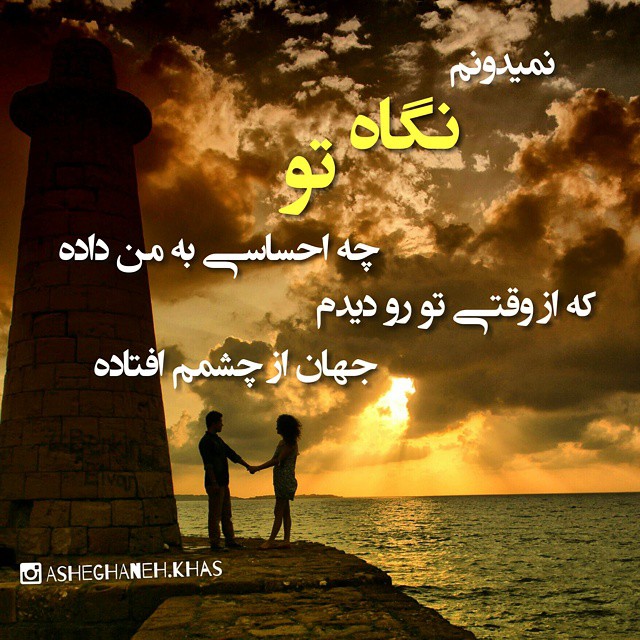 نمیدونم
نگاه تو
چه احساسی به من داده
که از وقتی تو رو دیدم
جهان از چشمم افتاده
ASHEGHANEH.KHAS